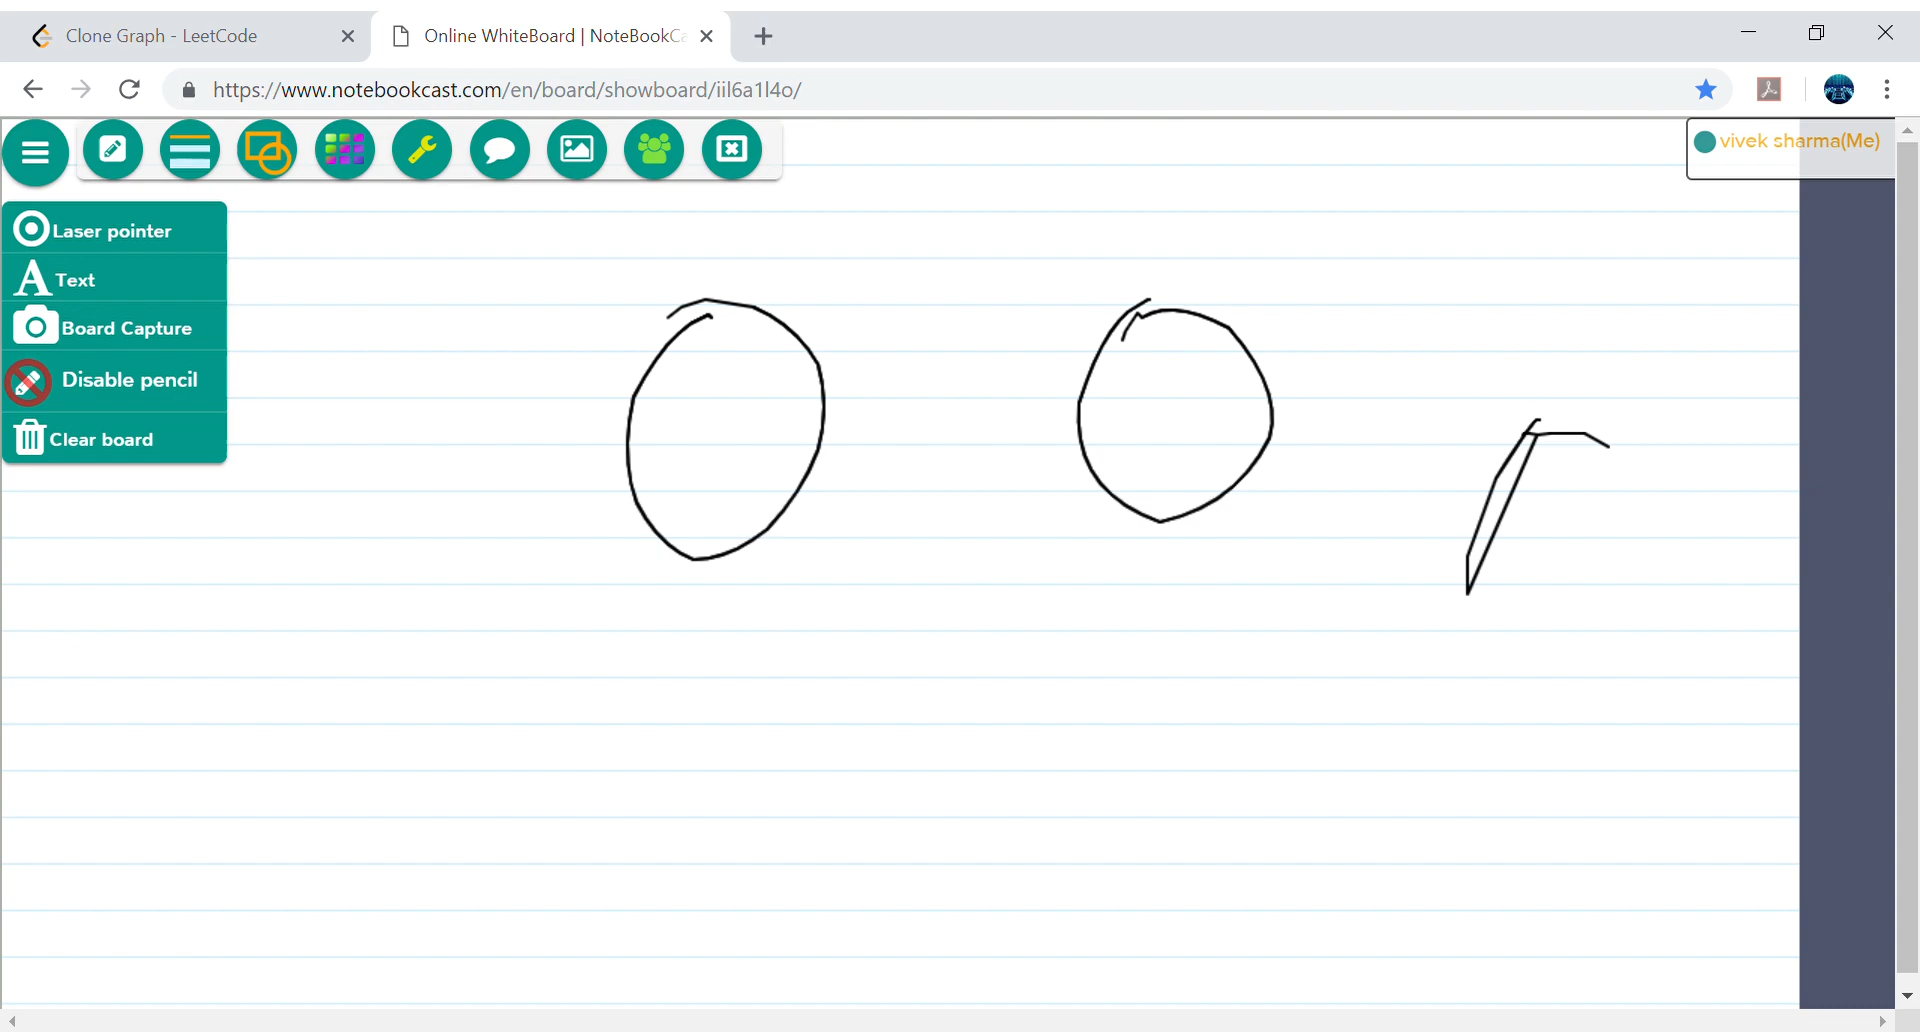 Clone Graph - LeetCode
Online WhiteBoard | NoteBookCa
https://www.notebookcast.com/en/board/showboard/iil6a1l4o/
vivek sharma(Me)
Laser pointer
A Text
Board Capture
Disable pencil
Clear board